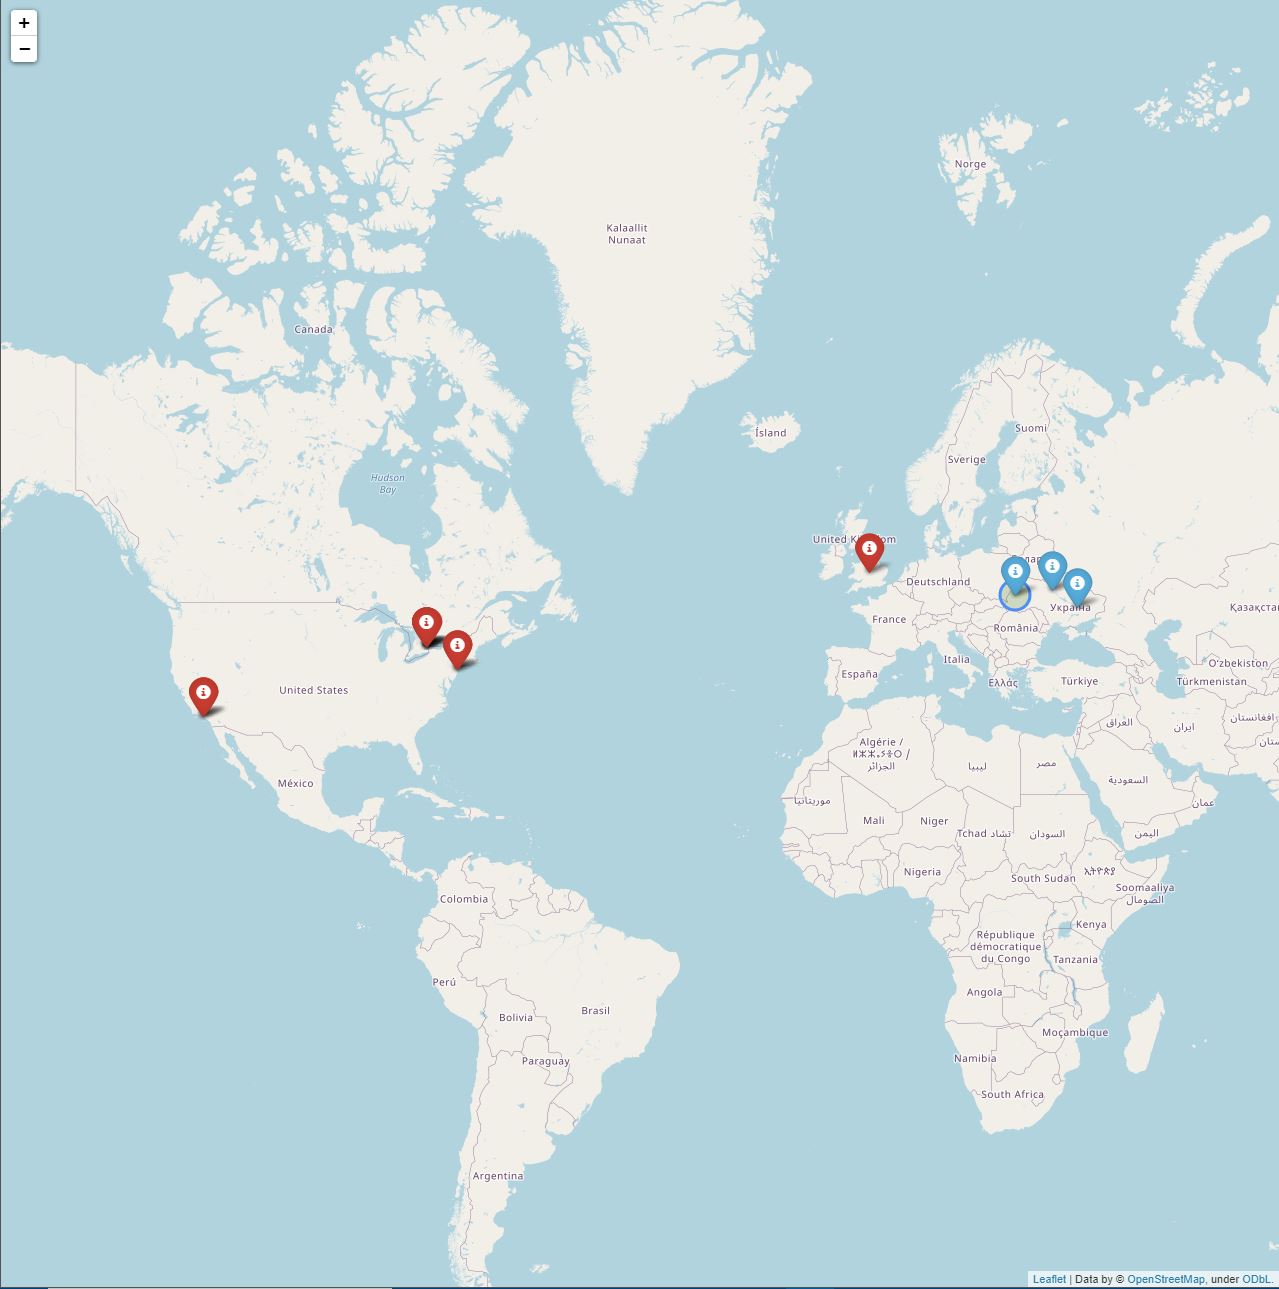 +
−
Norge
Kalaallit
Nunaat
Canada
Ísland
Suomi
Sverige
Hudson
Bay
Deutschland
Україна
Қазақстан
France
România
O'zbekiston
Italia
España
Ελλάς
Türkiye
Türkmenistan
United States
افغانستان
العراق
ایران
Algérie /
ⵍⵣⵣⴰⵢⴻⵔ /
الجزائر
ليبيا
مصر
السعودية
México
موريتانيا
عمان
Mali
Niger
Tchad تشاد
السودان
اليمن
Nigeria
South Sudan
ኢትዮጵያ
Soomaaliya
الصومال
Colombia
Kenya
République
démocratique
du Congo
Tanzania
Perú
Angola
Brasil
Bolivia
Moçambique
Namibia
Paraguay
South Africa
Argentina
Leaflet | Data by © OpenStreetMap, under ODbL.